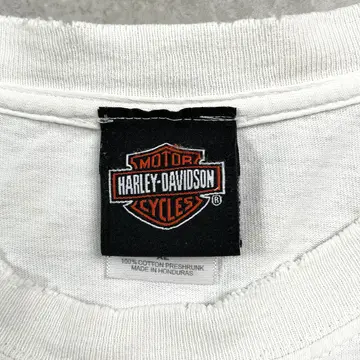 MOTOR
HARLEY-DAVIDSON
CYCLES®
XL
100% COTTON PRESHRUNK
MADE IN HONDURAS